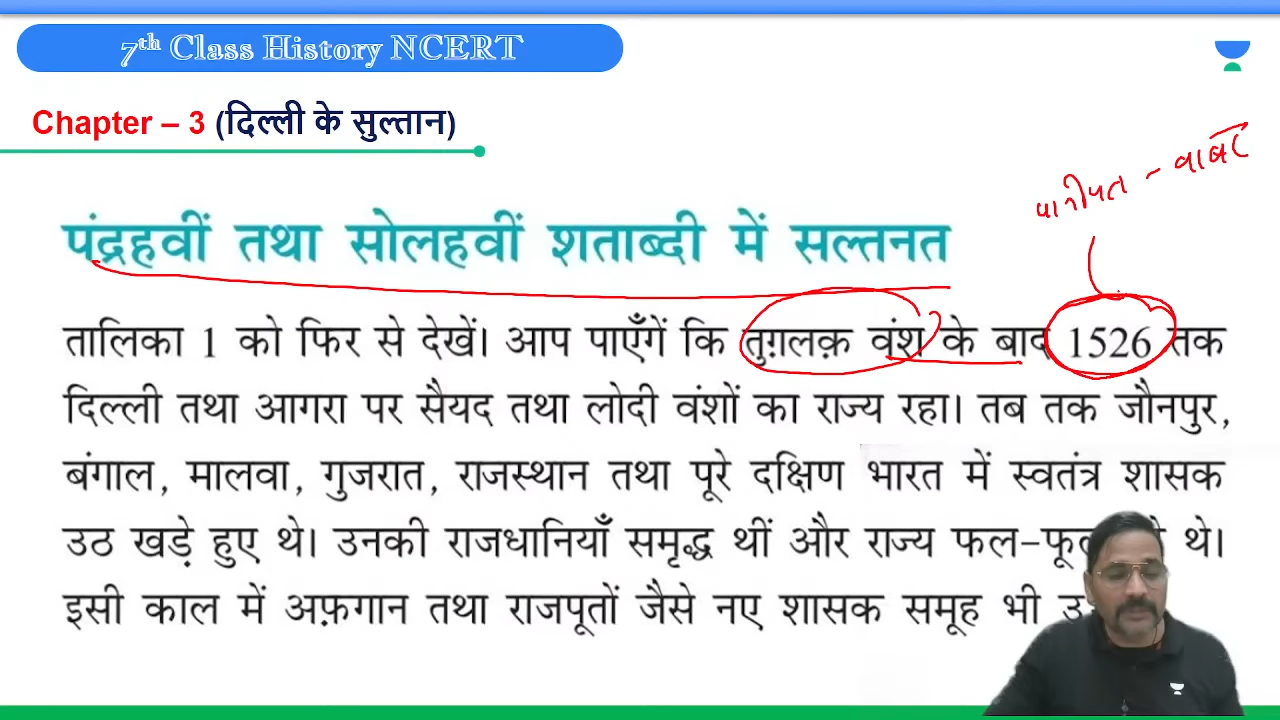 7th Class History NCERT
Chapter – 3 (दिल्ली के सुल्तान)
पानीपत - बाबर
पंद्रहवीं तथा सोलहवीं शताब्दी में सल्तनत
तालिका 1 को फिर से देखें। आप पाएँगें कि तुग़लक़ वंश के बाद 1526 तक
दिल्ली तथा आगरा पर सैयद तथा लोदी वंशों का राज्य रहा। तब तक जौनपुर,
बंगाल, मालवा, गुजरात, राजस्थान तथा पूरे दक्षिण भारत में स्वतंत्र शासक
उठ खड़े हुए थे। उनकी राजधानियाँ समृद्ध थीं और राज्य फल-फूल थे।
इसी काल में अफ़गान तथा राजपूतों जैसे नए शासक समूह भी